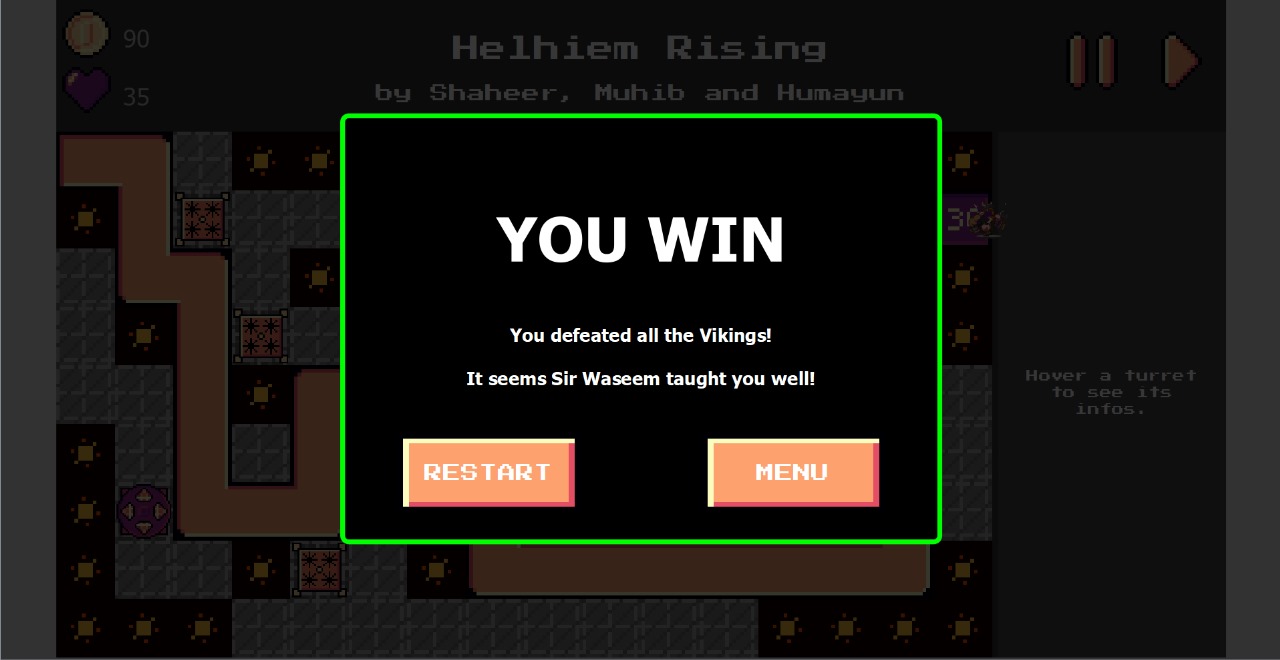 90
Helhiem Rising
35
by Shaheer, Muhib and Humayun
YOU WIN
You defeated all the Vikings!
It seems Sir Waseem taught you well!
Hover a turret
to see its
infos.
RESTART
MENU